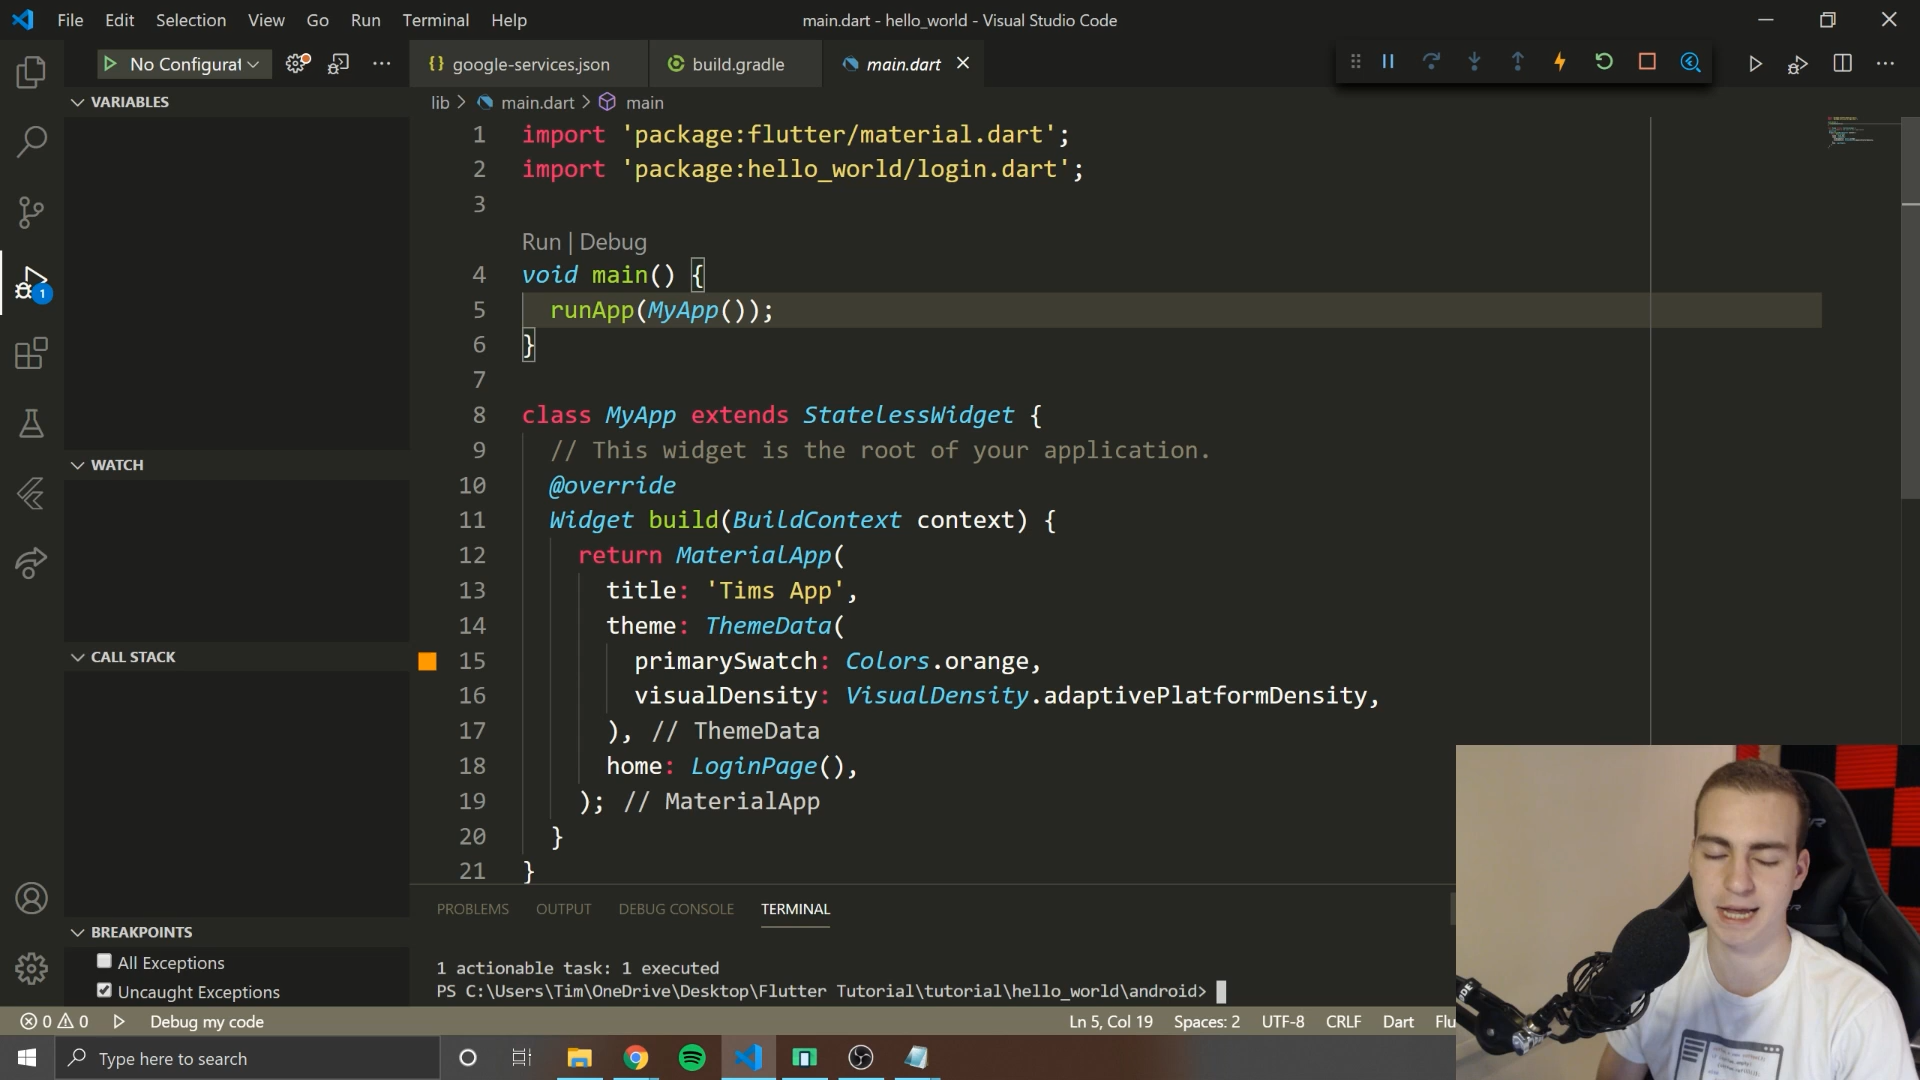 File Edit Selection View Go Run Terminal Help
main.dart - hello_world - Visual Studio Code
No Configurat
google-services.json
build.gradle
main.dart
VARIABLES
lib > main.dart > main
1 import 'package:flutter/material.dart';
2 import 'package:hello_world/login.dart';
3
Run | Debug
4 void main() {
5 runApp(MyApp());
6 }
7
8 class MyApp extends StatelessWidget {
9 // This widget is the root of your application.
10 @override
11 Widget build(BuildContext context) {
12 return MaterialApp(
13 title: 'Tims App',
14 theme: ThemeData(
15 primarySwatch: Colors.orange,
16 visualDensity: VisualDensity.adaptivePlatformDensity,
17 ), // ThemeData
18 home: LoginPage(),
19 ); // MaterialApp
20 }
21 }
1
WATCH
CALL STACK
BREAKPOINTS
All Exceptions
Uncaught Exceptions
PROBLEMS OUTPUT DEBUG CONSOLE TERMINAL
1 actionable task: 1 executed
PS C:\Users\Tim\OneDrive\Desktop\Flutter Tutorial\tutorial\hello_world\android>
0 0 Debug my code
Ln 5, Col 19 Spaces: 2 UTF-8 CRLF Dart Flu
Type here to search